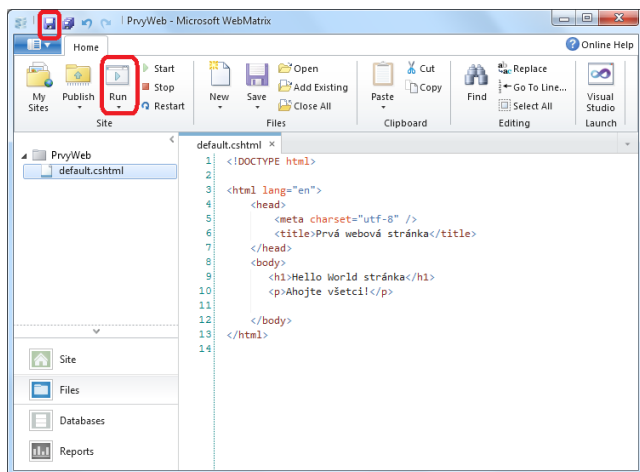 PrvyWeb - Microsoft WebMatrix
Home
Online Help
My Sites
Publish
Run
Start
Stop
Restart
Site
New
Save
Open
Add Existing
Close All
Files
Paste
Cut
Copy
Clipboard
Find
Replace
Go To Line...
Select All
Editing
Visual Studio
Launch
PrvyWeb
default.cshtml
Site
Files
Databases
Reports
default.cshtml ×
1 <!DOCTYPE html>
2
3 <html lang="en">
4 <head>
5 <meta charset="utf-8" />
6 <title>Prvá webová stránka</title>
7 </head>
8 <body>
9 <h1>Hello World stránka</h1>
10 <p>Ahojte všetci!</p>
11
12 </body>
13 </html>
14